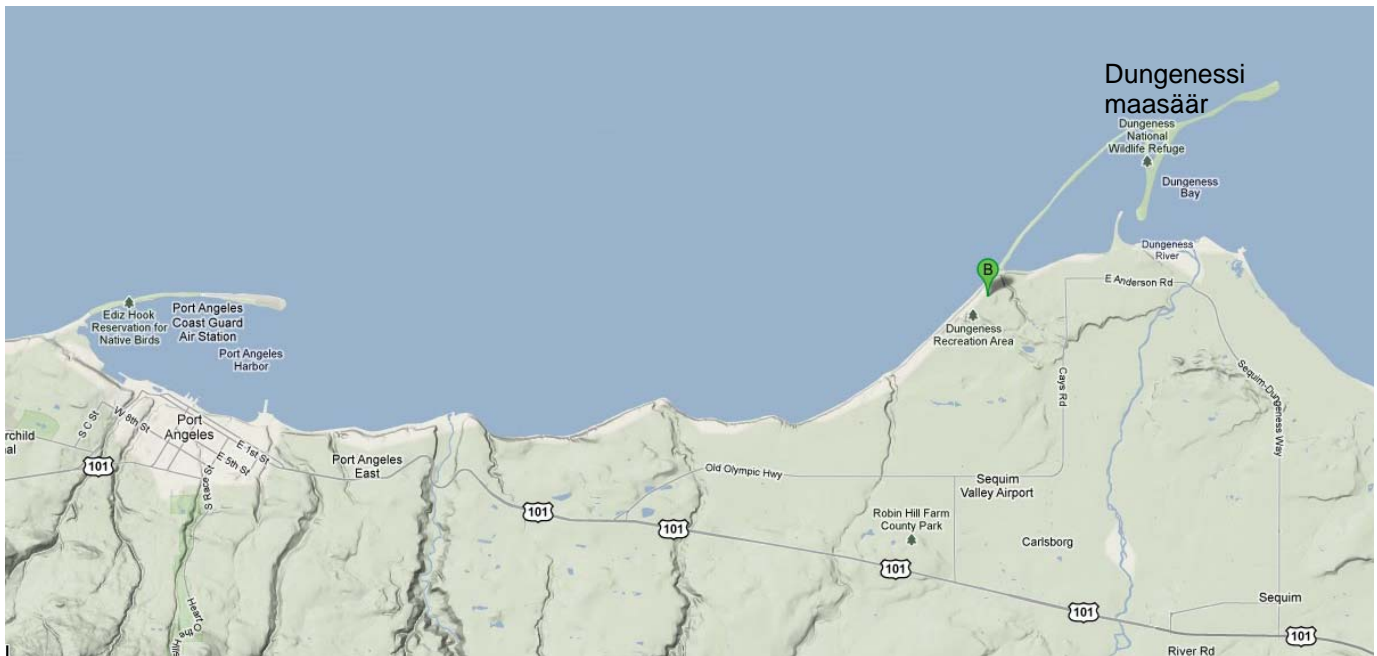 Dungenessi
maasäär
Dungeness
National
Wildlife Refuge
Dungeness
Bay
Dungeness
River
B
E Anderson Rd
Ediz Hook
Reservation for
Native Birds
Port Angeles
Coast Guard
Air Station
Port Angeles
Harbor
Dungeness
Recreation Area
Cays Rd
Sequim-Dungeness Way
S C St
W 8th St
Port
Angeles
E 1st St
E 5th St
S Race St
101
Port Angeles
East
Old Olympic Hwy
Sequim
Valley Airport
101
101
Robin Hill Farm
County Park
Carlsborg
101
101
Sequim
101
River Rd